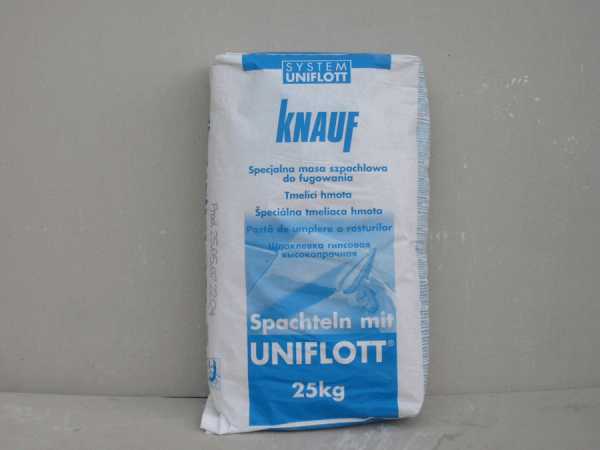 SYSTEM
UNIFLOTT
KNAUF
Specjalna masa szpachlowa
do fugowania
Tmelící hmota
Špeciálna tmeliaca hmota
Pastă de umplere a rosturilor
Шпаклевка гипсовая
высокопрочная
Spachteln mit
UNIFLOTT®
25kg
Prod.